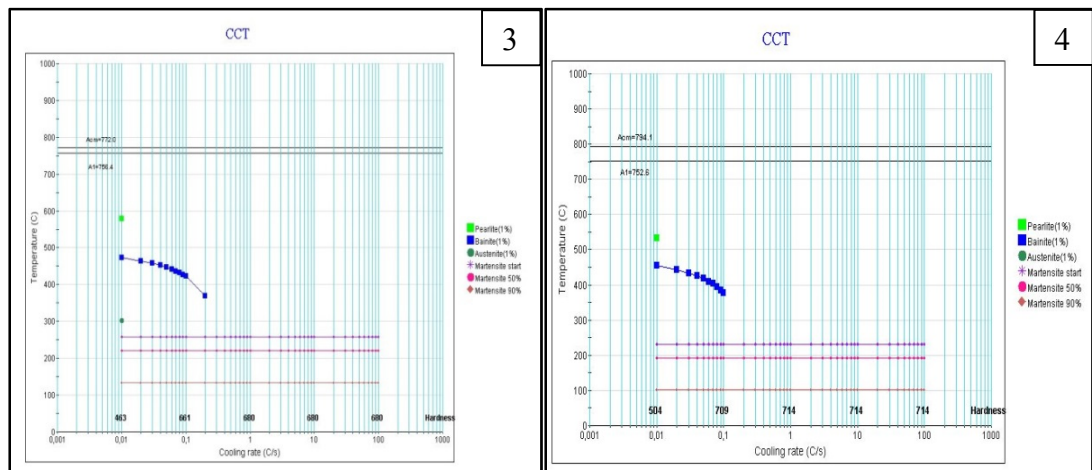 3
CCT
1000
900
800
700
600
500
400
300
200
100
0
Temperature (C)
Acm=772.0
A1=756.4
463 661 680 680 680 Hardness
0,001 0,01 0,1 1 10 100 1000
Cooling rate (C/s)
Pearlite(1%)
Bainite(1%)
Austenite(1%)
Martensite start
Martensite 50%
Martensite 90%
4
CCT
1000
900
800
700
600
500
400
300
200
100
0
Temperature (C)
Acm=794.1
A1=752.6
504 709 714 714 714 Hardness
0,001 0,01 0,1 1 10 100 1000
Cooling rate (C/s)
Pearlite(1%)
Bainite(1%)
Austenite(1%)
Martensite start
Martensite 50%
Martensite 90%